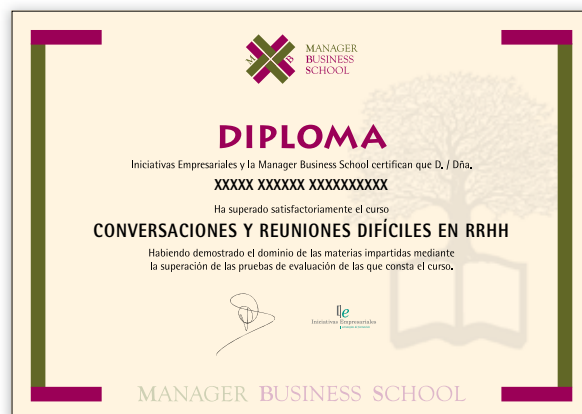 M B
MANAGER
BUSINESS
SCHOOL
DIPLOMA
Iniciativas Empresariales y la Manager Business School certifican que D. / Dña.
XXXXX XXXXXX XXXXXXXXXX
Ha superado satisfactoriamente el curso
CONVERSACIONES Y REUNIONES DIFÍCILES EN RRHH
Habiendo demostrado el dominio de las materias impartidas mediante
la superación de las pruebas de evaluación de las que consta el curso.
Iniciativas Empresariales
MANAGER BUSINESS SCHOOL